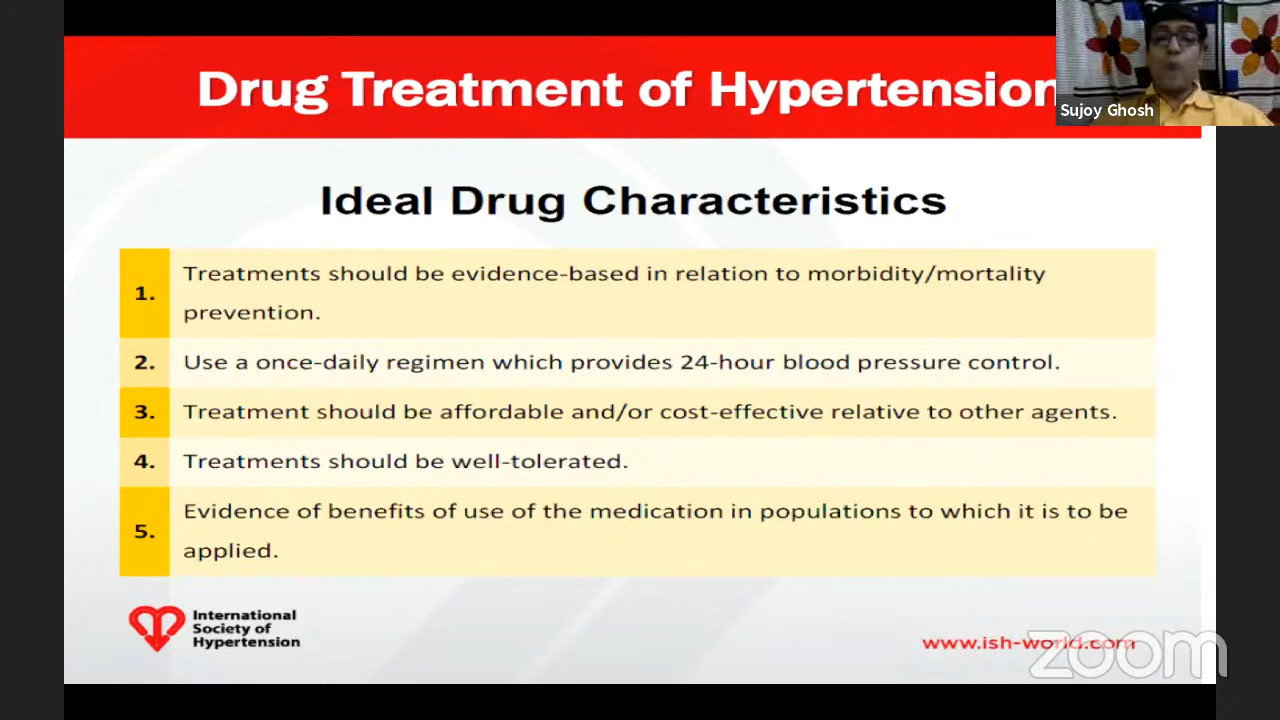 Drug Treatment of Hypertension
Sujoy Ghosh
Ideal Drug Characteristics
1. Treatments should be evidence-based in relation to morbidity/mortality
prevention.
2. Use a once-daily regimen which provides 24-hour blood pressure control.
3. Treatment should be affordable and/or cost-effective relative to other agents.
4. Treatments should be well-tolerated.
5. Evidence of benefits of use of the medication in populations to which it is to be
applied.
International
Society of
Hypertension
www.ish-world.com
zoom